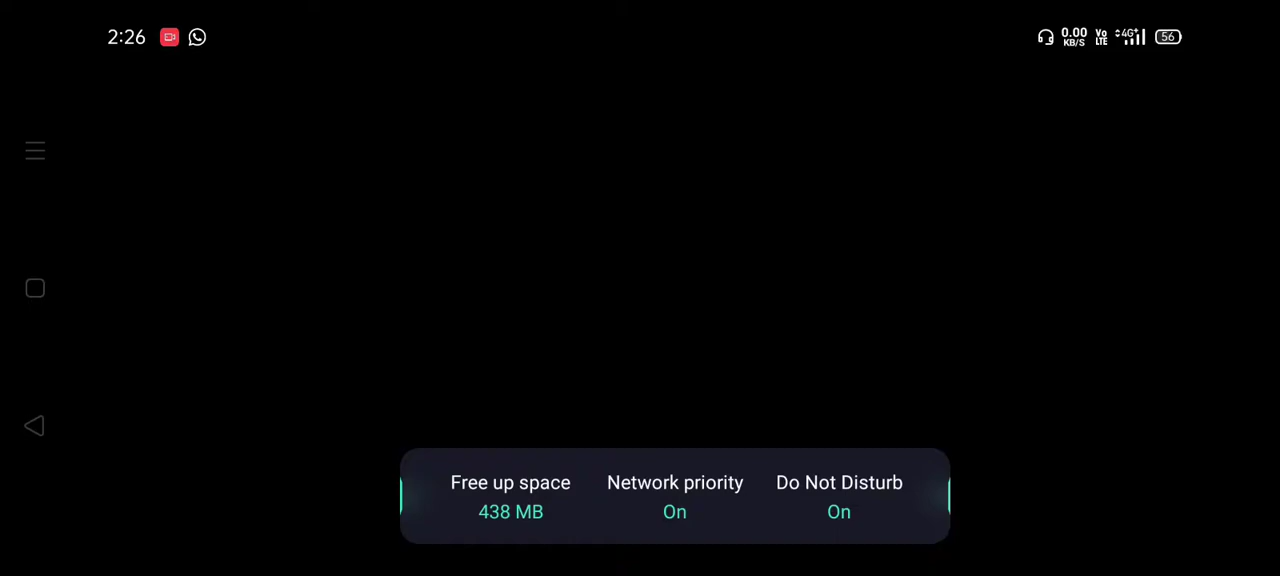 2:26
0.00 KB/S Vo LTE 4G+ 56
Free up space Network priority Do Not Disturb
438 MB On On